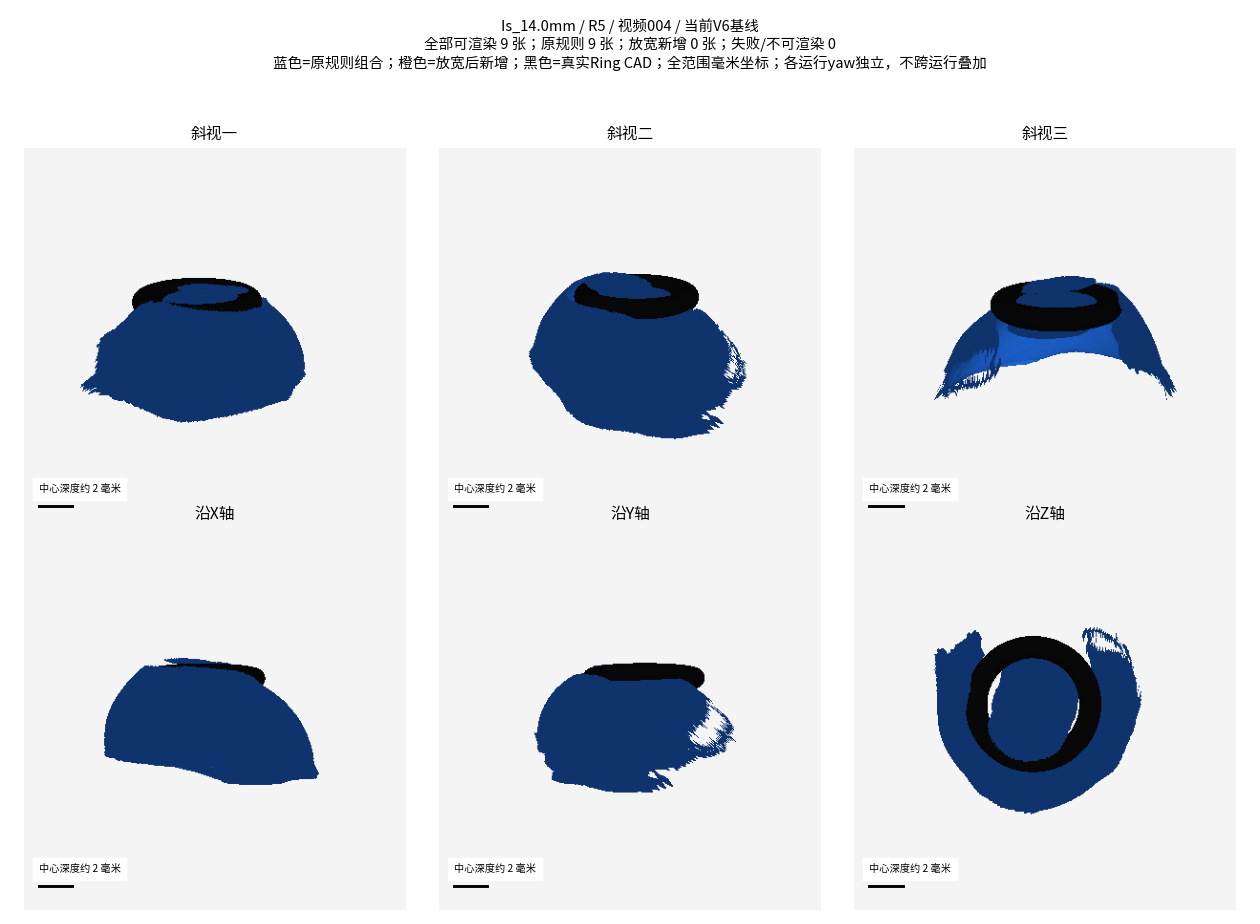 ls_14.0mm / R5 / 视频004 / 当前V6基线
全部可渲染 9 张；原规则 9 张；放宽新增 0 张；失败/不可渲染 0
蓝色=原规则组合；橙色=放宽后新增；黑色=真实Ring CAD；全范围毫米坐标；各运行yaw独立，不跨运行叠加
斜视一
斜视二
斜视三
中心深度约 2 毫米
中心深度约 2 毫米
中心深度约 2 毫米
沿X轴
沿Y轴
沿Z轴
中心深度约 2 毫米
中心深度约 2 毫米
中心深度约 2 毫米